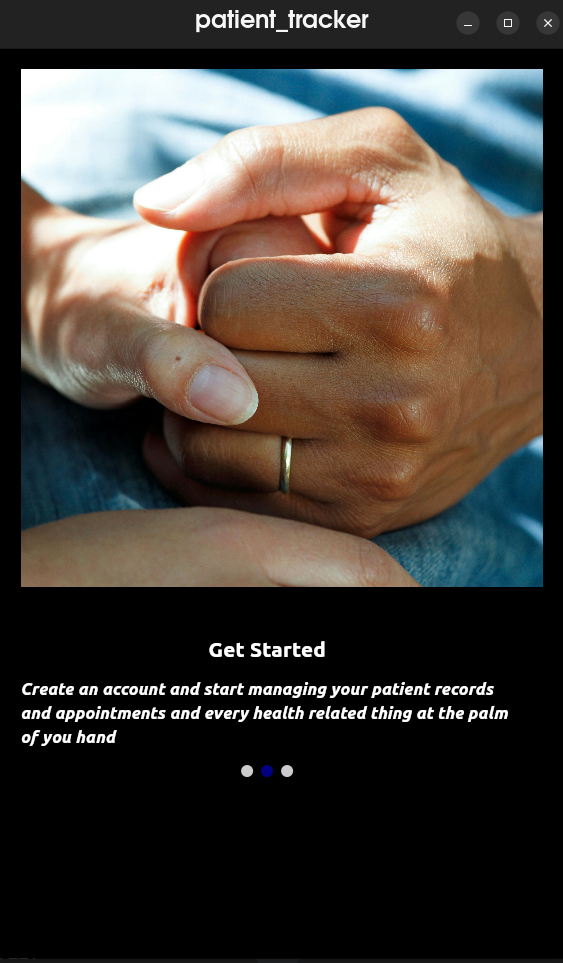 patient_tracker
Get Started
Create an account and start managing your patient records
and appointments and every health related thing at the palm
of you hand